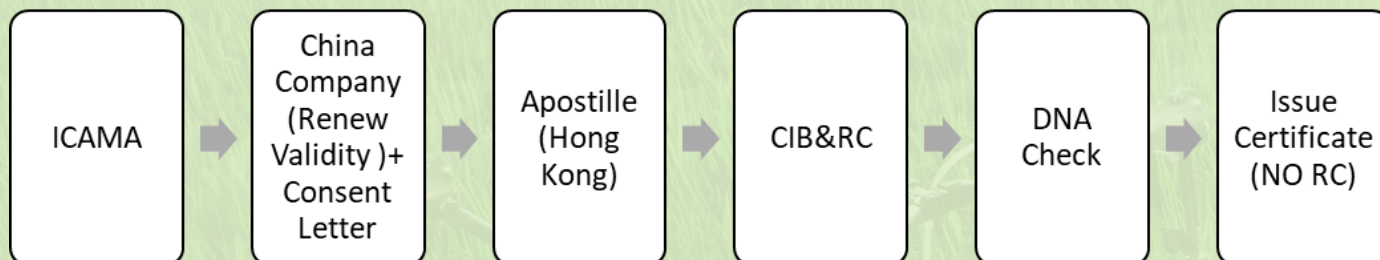 ICAMA
China
Company
(Renew
Validity )+
Consent
Letter
Apostille
(Hong
Kong)
CIB&RC
DNA
Check
Issue
Certificate
(NO RC)